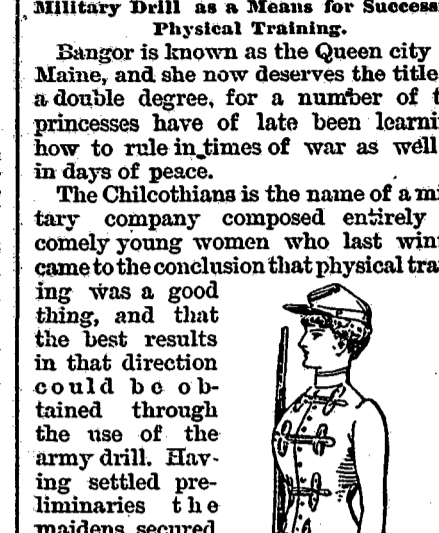 Military Drill as a Means for Success
Physical Training.
Bangor is known as the Queen city
Maine, and she now deserves the title
a double degree, for a number of t
princesses have of late been learni
how to rule in times of war as well
in days of peace.
The Chilcothians is the name of a mi
tary company composed entirely
comely young women who last win
came to the conclusion that physical tra
ing was a good
thing, and that
the best results
in that direction
could be ob-
tained through
the use of the
army drill. Hav-
ing settled pre-
liminaries the
maidens secured